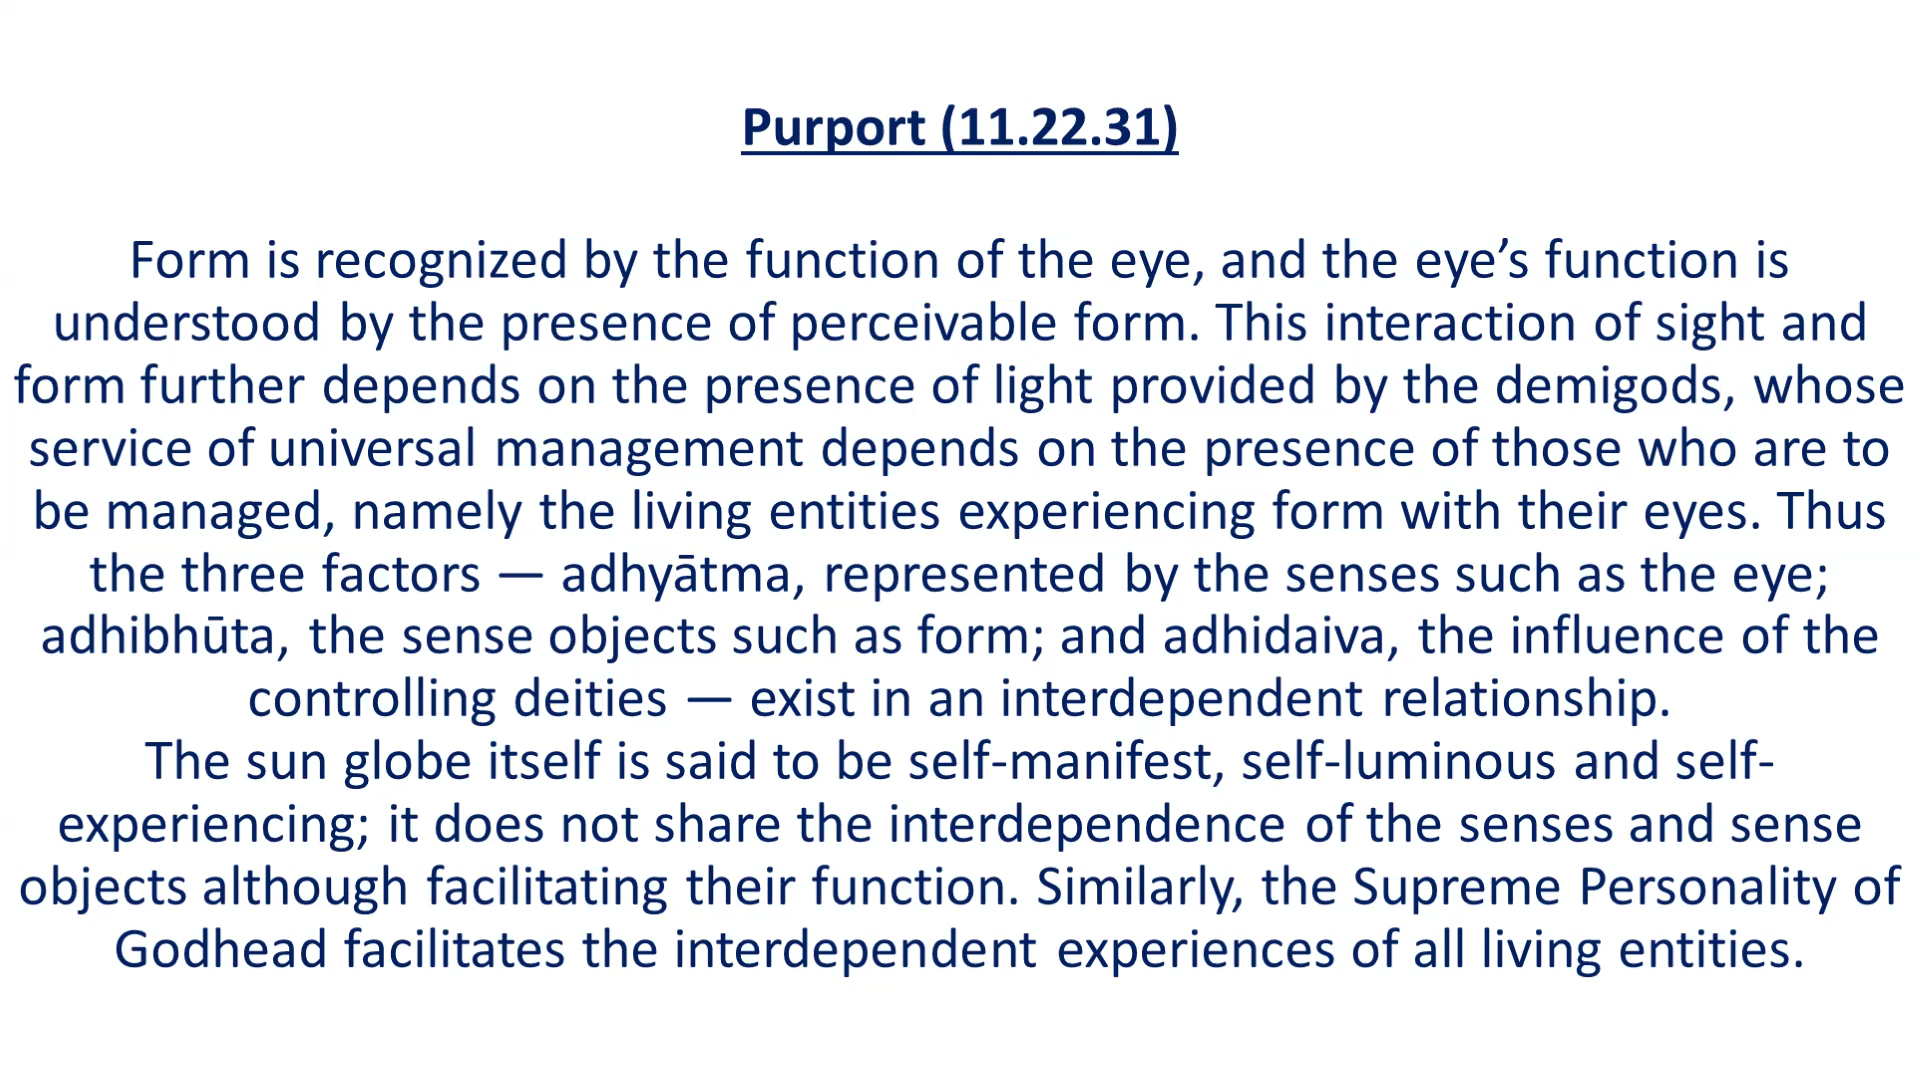 Purport (11.22.31)
Form is recognized by the function of the eye, and the eye’s function is
understood by the presence of perceivable form. This interaction of sight and
form further depends on the presence of light provided by the demigods, whose
service of universal management depends on the presence of those who are to
be managed, namely the living entities experiencing form with their eyes. Thus
the three factors — adhyātma, represented by the senses such as the eye;
adhibhūta, the sense objects such as form; and adhidaiva, the influence of the
controlling deities — exist in an interdependent relationship.
The sun globe itself is said to be self-manifest, self-luminous and self-
experiencing; it does not share the interdependence of the senses and sense
objects although facilitating their function. Similarly, the Supreme Personality of
Godhead facilitates the interdependent experiences of all living entities.